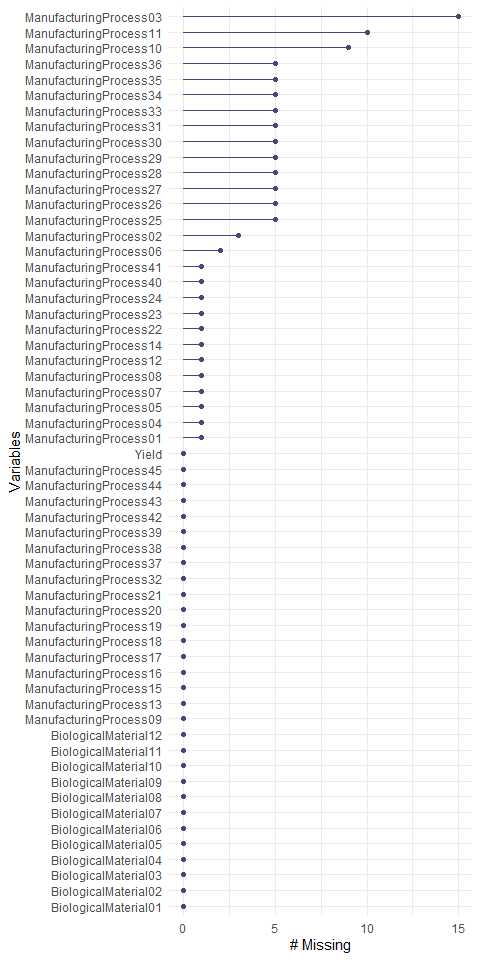 ManufacturingProcess03
ManufacturingProcess11
ManufacturingProcess10
ManufacturingProcess36
ManufacturingProcess35
ManufacturingProcess34
ManufacturingProcess33
ManufacturingProcess31
ManufacturingProcess30
ManufacturingProcess29
ManufacturingProcess28
ManufacturingProcess27
ManufacturingProcess26
ManufacturingProcess25
ManufacturingProcess02
ManufacturingProcess06
ManufacturingProcess41
ManufacturingProcess40
ManufacturingProcess24
ManufacturingProcess23
ManufacturingProcess22
ManufacturingProcess14
ManufacturingProcess12
ManufacturingProcess08
ManufacturingProcess07
ManufacturingProcess05
ManufacturingProcess04
ManufacturingProcess01
Yield
ManufacturingProcess45
ManufacturingProcess44
ManufacturingProcess43
ManufacturingProcess42
ManufacturingProcess39
ManufacturingProcess38
ManufacturingProcess37
ManufacturingProcess32
ManufacturingProcess21
ManufacturingProcess20
ManufacturingProcess19
ManufacturingProcess18
ManufacturingProcess17
ManufacturingProcess16
ManufacturingProcess15
ManufacturingProcess13
ManufacturingProcess09
BiologicalMaterial12
BiologicalMaterial11
BiologicalMaterial10
BiologicalMaterial09
BiologicalMaterial08
BiologicalMaterial07
BiologicalMaterial06
BiologicalMaterial05
BiologicalMaterial04
BiologicalMaterial03
BiologicalMaterial02
BiologicalMaterial01
Variables
0 5 10 15
# Missing